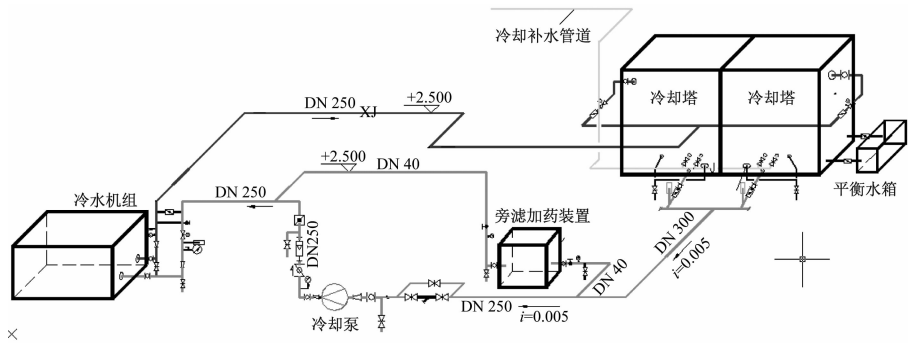 冷却补水管道
DN 250
XJ
+2.500
冷却塔
冷却塔
+2.500
DN 40
DN 250
冷水机组
平衡水箱
旁滤加药装置
DN250
DN 300
i=0.005
DN 40
DN 250
i=0.005
冷却泵